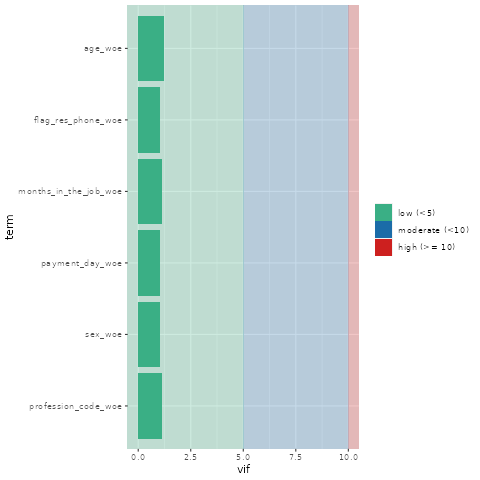 term
age_woe
flag_res_phone_woe
months_in_the_job_woe
payment_day_woe
sex_woe
profession_code_woe
0.0 2.5 5.0 7.5 10.0
vif
low (<5)
moderate (<10)
high (>= 10)